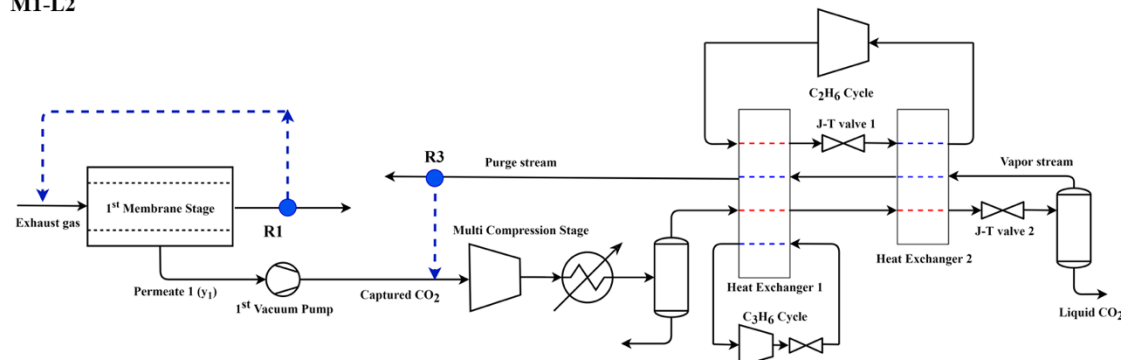 M1-L2
C₂H₆ Cycle
J-T valve 1
R3
Purge stream
Vapor stream
1st Membrane Stage
Exhaust gas
R1
Multi Compression Stage
J-T valve 2
Heat Exchanger 2
Permeate 1 (y₁)
1st Vacuum Pump
Captured CO₂
Heat Exchanger 1
C₃H₆ Cycle
Liquid CO₂